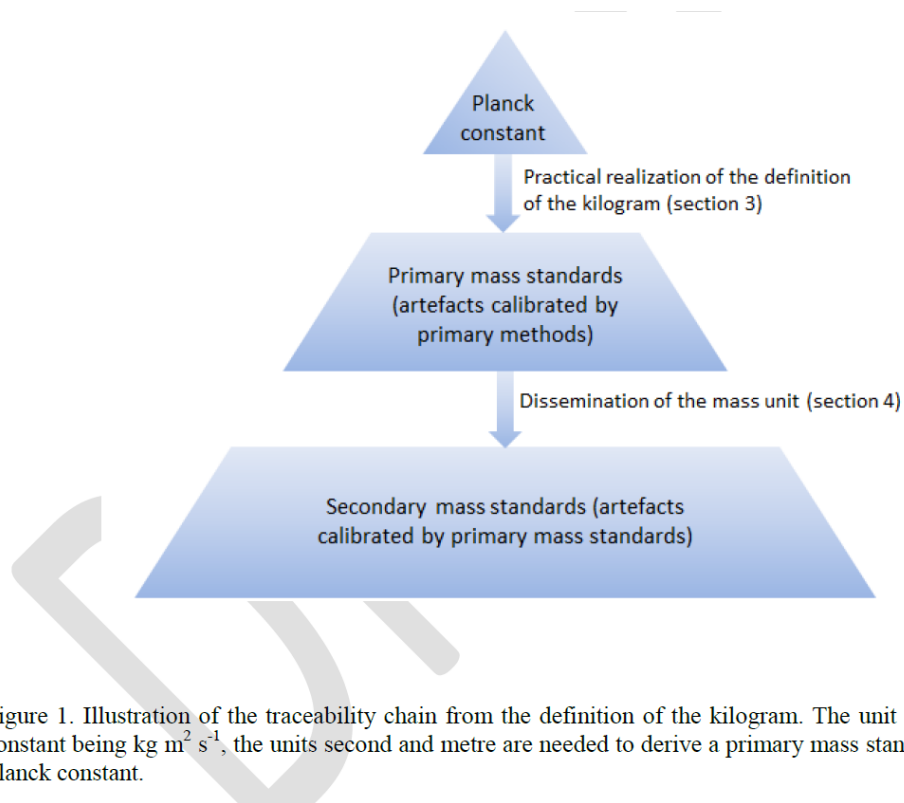 Planck
constant
Practical realization of the definition
of the kilogram (section 3)
Primary mass standards
(artefacts calibrated by
primary methods)
Dissemination of the mass unit (section 4)
Secondary mass standards (artefacts
calibrated by primary mass standards)
igure 1. Illustration of the traceability chain from the definition of the kilogram. The unit
onstant being kg m² s⁻¹, the units second and metre are needed to derive a primary mass stan
lanck constant.